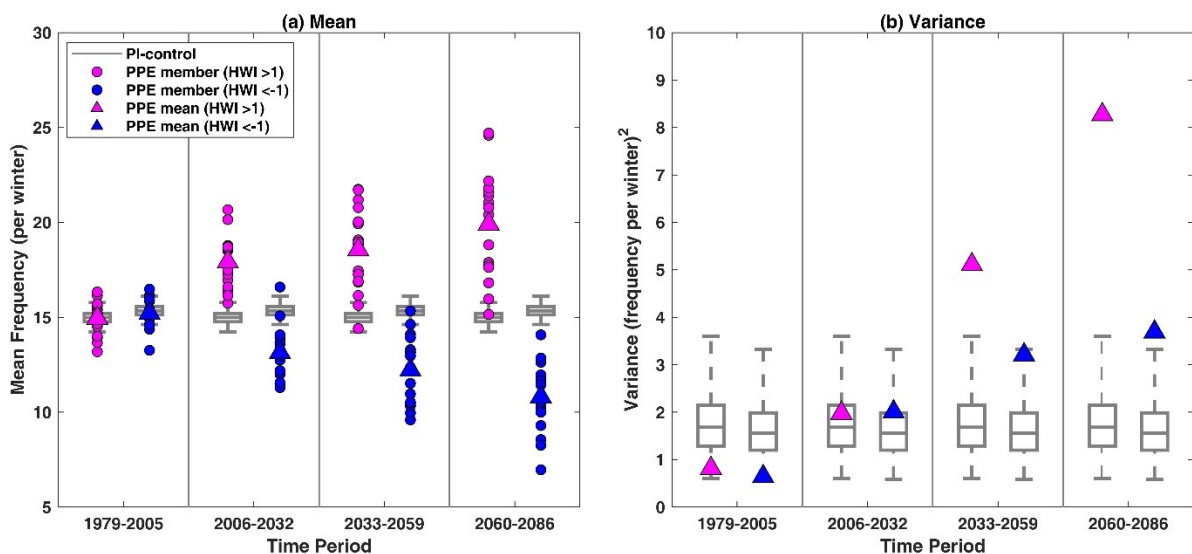 (a) Mean
30
25
20
15
10
5
Mean Frequency (per winter)
PI-control
PPE member (HWI >1)
PPE member (HWI <-1)
PPE mean (HWI >1)
PPE mean (HWI <-1)
1979-2005
2006-2032
2033-2059
2060-2086
Time Period
(b) Variance
10
9
8
7
6
5
4
3
2
1
0
Variance (frequency per winter)²
1979-2005
2006-2032
2033-2059
2060-2086
Time Period